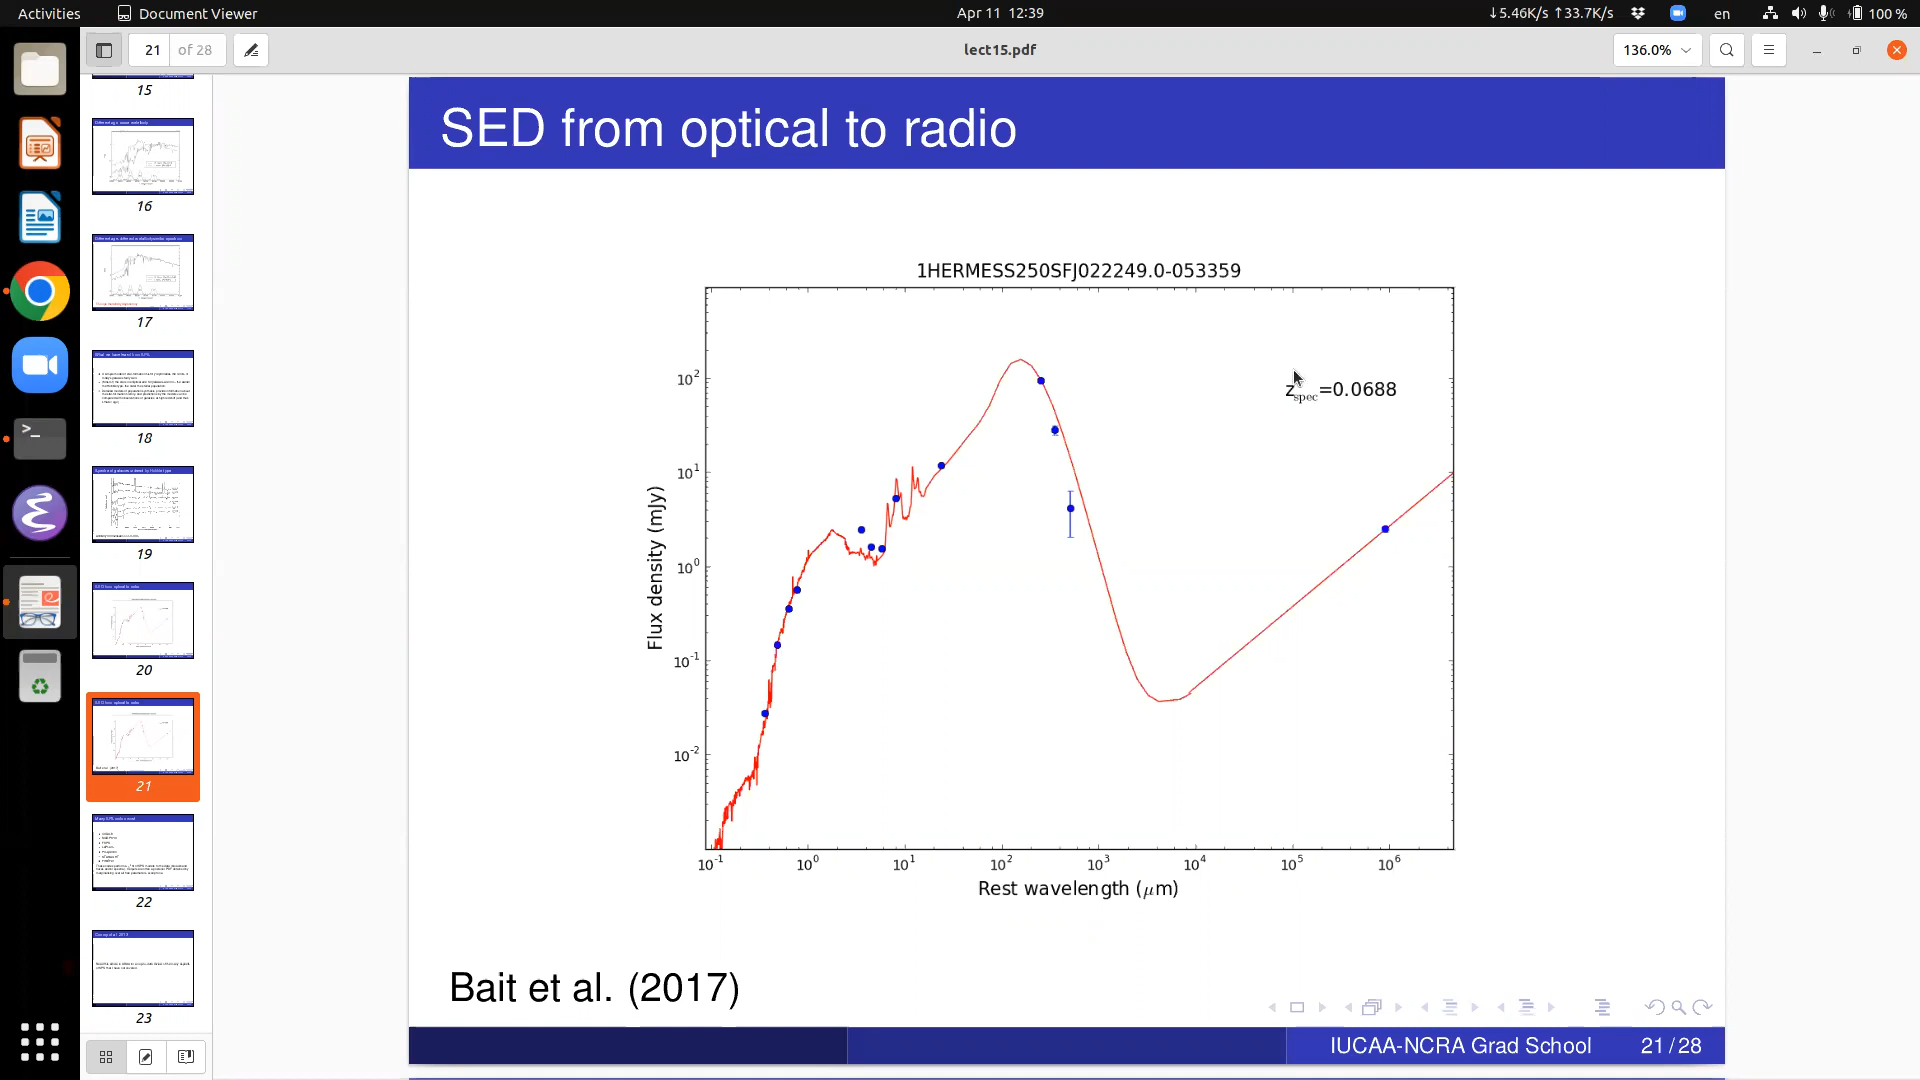 Activities
Document Viewer
Apr 11 12:39
↓5.46K/s ↑33.7K/s
en
100 %
21 of 28
lect15.pdf
136.0%
15
16
17
18
19
20
21
22
23
SED from optical to radio
1HERMESS250SFJ022249.0-053359
z_spec=0.0688
Flux density (mJy)
10^2
10^1
10^0
10^-1
10^-2
10^-1 10^0 10^1 10^2 10^3 10^4 10^5 10^6
Rest wavelength (μm)
Bait et al. (2017)
IUCAA-NCRA Grad School 21/28